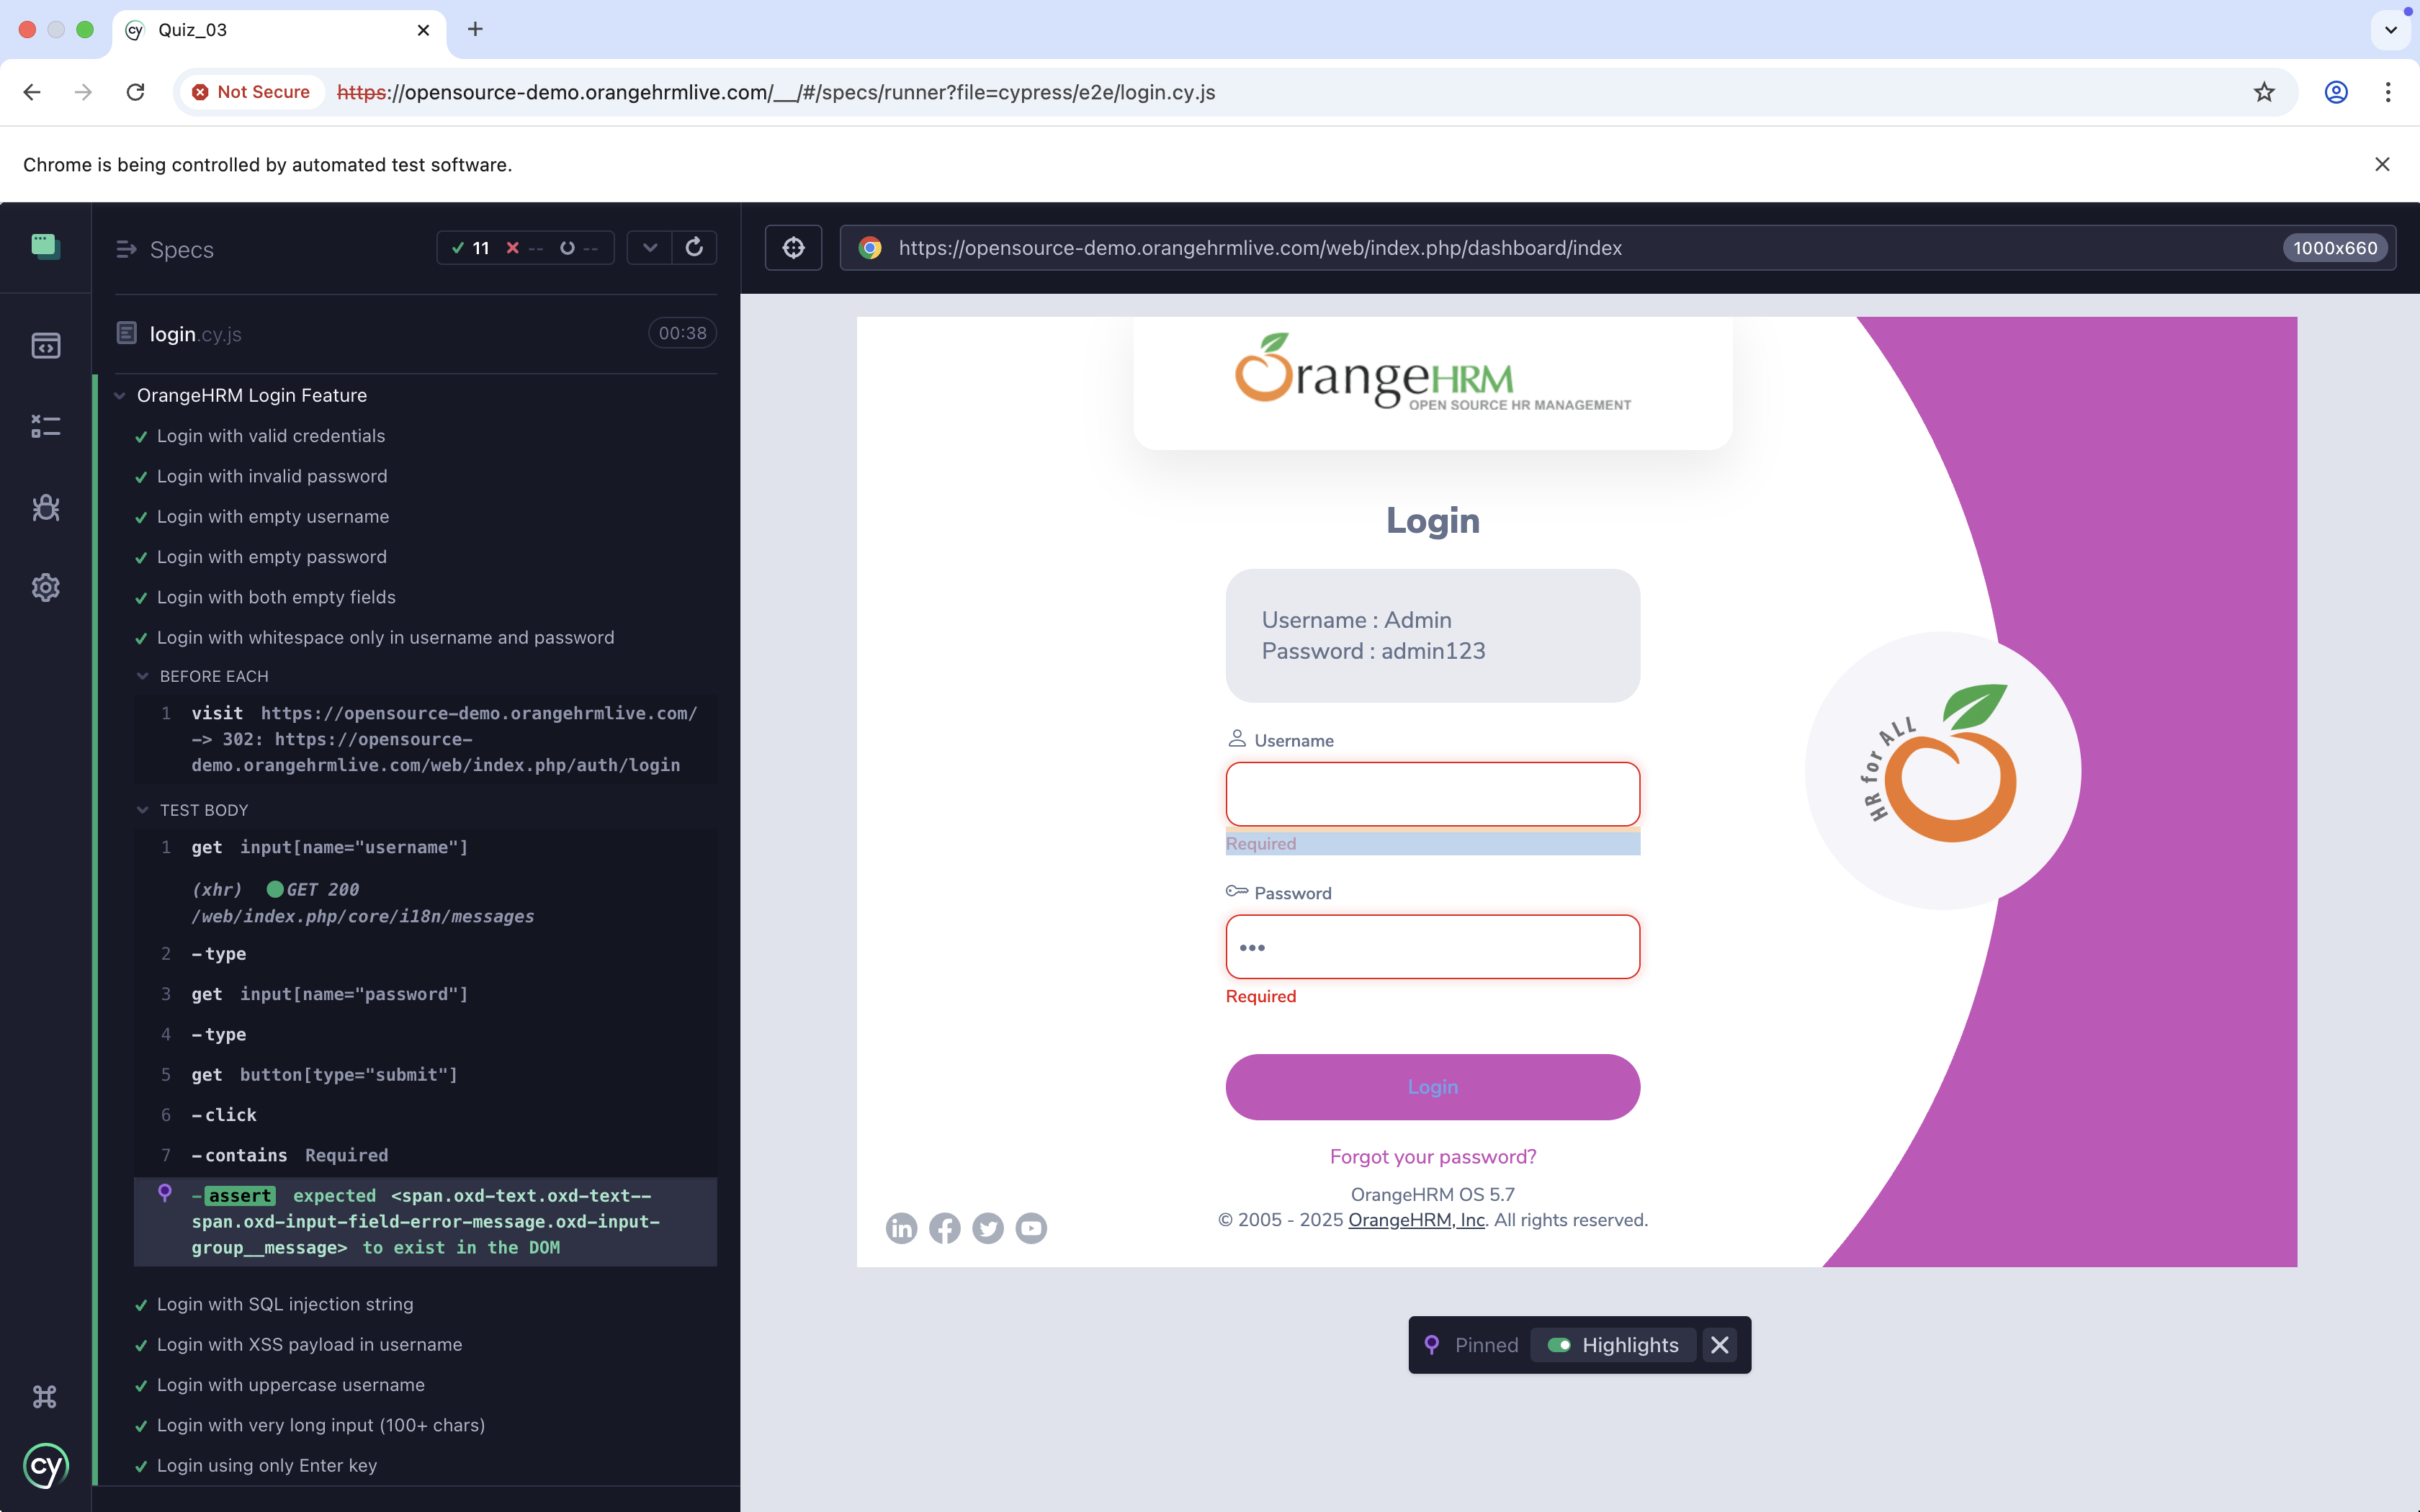 Quiz_03
Not Secure
https://opensource-demo.orangehrmlive.com/__/#/specs/runner?file=cypress/e2e/login.cy.js
Chrome is being controlled by automated test software.
Specs
11 -- --
https://opensource-demo.orangehrmlive.com/web/index.php/dashboard/index
1000x660
login.cy.js
00:38
OrangeHRM Login Feature
Login with valid credentials
Login with invalid password
Login with empty username
Login with empty password
Login with both empty fields
Login with whitespace only in username and password
BEFORE EACH
1 visit https://opensource-demo.orangehrmlive.com/
-> 302: https://opensource-
demo.orangehrmlive.com/web/index.php/auth/login
TEST BODY
1 get input[name="username"]
(xhr) GET 200
/web/index.php/core/i18n/messages
2 -type
3 get input[name="password"]
4 -type
5 get button[type="submit"]
6 -click
7 -contains Required
-assert expected <span.oxd-text.oxd-text--
span.oxd-input-field-error-message.oxd-input-
group__message> to exist in the DOM
Login with SQL injection string
Login with XSS payload in username
Login with uppercase username
Login with very long input (100+ chars)
Login using only Enter key
cy
OrangeHRM
OPEN SOURCE HR MANAGEMENT
Login
Username : Admin
Password : admin123
Username
Required
Password
Required
Login
Forgot your password?
OrangeHRM OS 5.7
© 2005 - 2025 OrangeHRM, Inc. All rights reserved.
HR for ALL
Pinned
Highlights